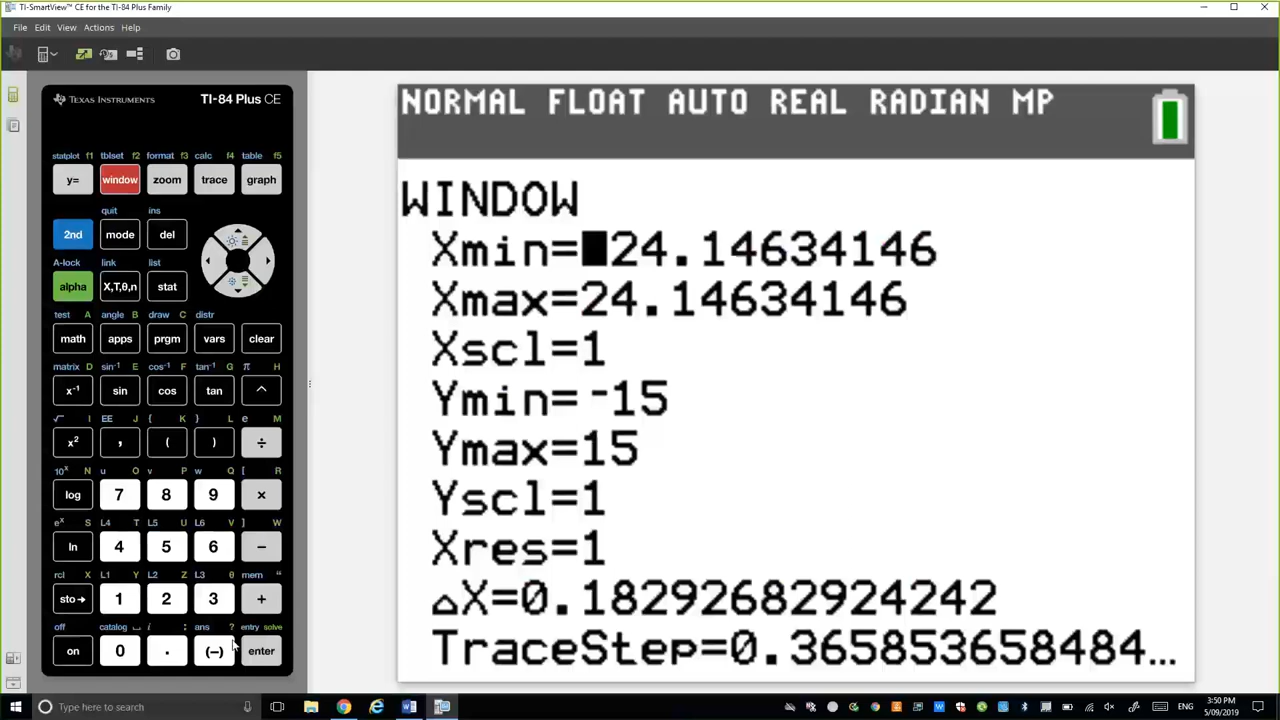 TI-SmartView™ CE for the TI-84 Plus Family
File Edit View Actions Help
TEXAS INSTRUMENTS TI-84 Plus CE
statplot f1 tblset f2 format f3 calc f4 table f5
y= window zoom trace graph
quit ins
2nd mode del
A-lock link list
alpha X,T,θ,n stat
test A angle B draw C distr
math apps prgm vars clear
matrix D sin⁻¹ E cos⁻¹ F tan⁻¹ G π H
x⁻¹ sin cos tan ^
√ I EE J { K } L e M
x² , ( ) ÷
10ˣ N u O v P w Q [ R
log 7 8 9 ×
eˣ S L4 T L5 U L6 V ] W
ln 4 5 6 −
rcl X L1 Y L2 Z L3 θ mem “
sto→ 1 2 3 +
off catalog ⎵ i : ans ? entry solve
on 0 . (−) enter
NORMAL FLOAT AUTO REAL RADIAN MP
WINDOW
Xmin=24.14634146
Xmax=24.14634146
Xscl=1
Ymin=-15
Ymax=15
Yscl=1
Xres=1
△X=0.18292682924242
TraceStep=0.365853658484...
Type here to search
ENG
3:50 PM
5/09/2019